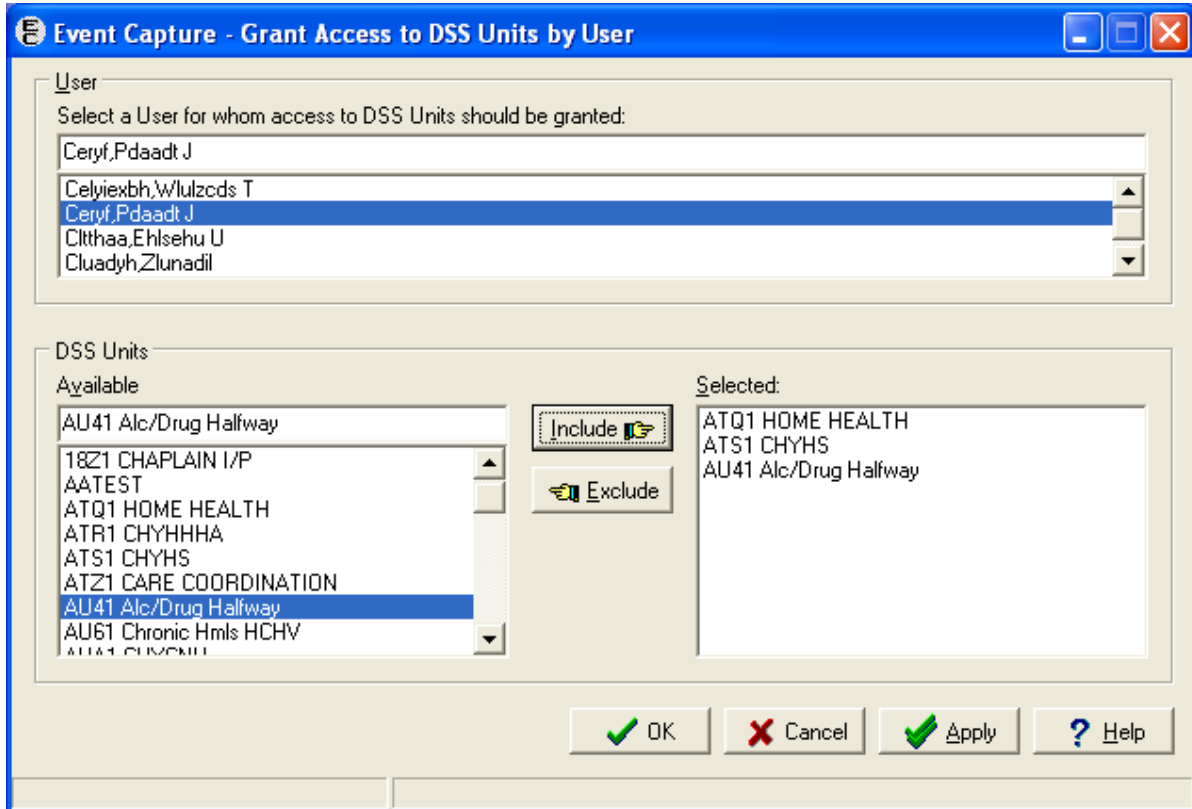 Event Capture - Grant Access to DSS Units by User
User
Select a User for whom access to DSS Units should be granted:
Ceryf,Pdaadt J
Celyiexbh,Wlulzcds T
Ceryf,Pdaadt J
Cltthaa,Ehlsehu U
Cluadyh,Zlunadil
DSS Units
Available
AU41 Alc/Drug Halfway
18Z1 CHAPLAIN I/P
AATEST
ATQ1 HOME HEALTH
ATR1 CHYHHHA
ATS1 CHYHS
ATZ1 CARE COORDINATION
AU41 Alc/Drug Halfway
AU61 Chronic Hmls HCHV
Include
Exclude
Selected:
ATQ1 HOME HEALTH
ATS1 CHYHS
AU41 Alc/Drug Halfway
OK
Cancel
Apply
? Help